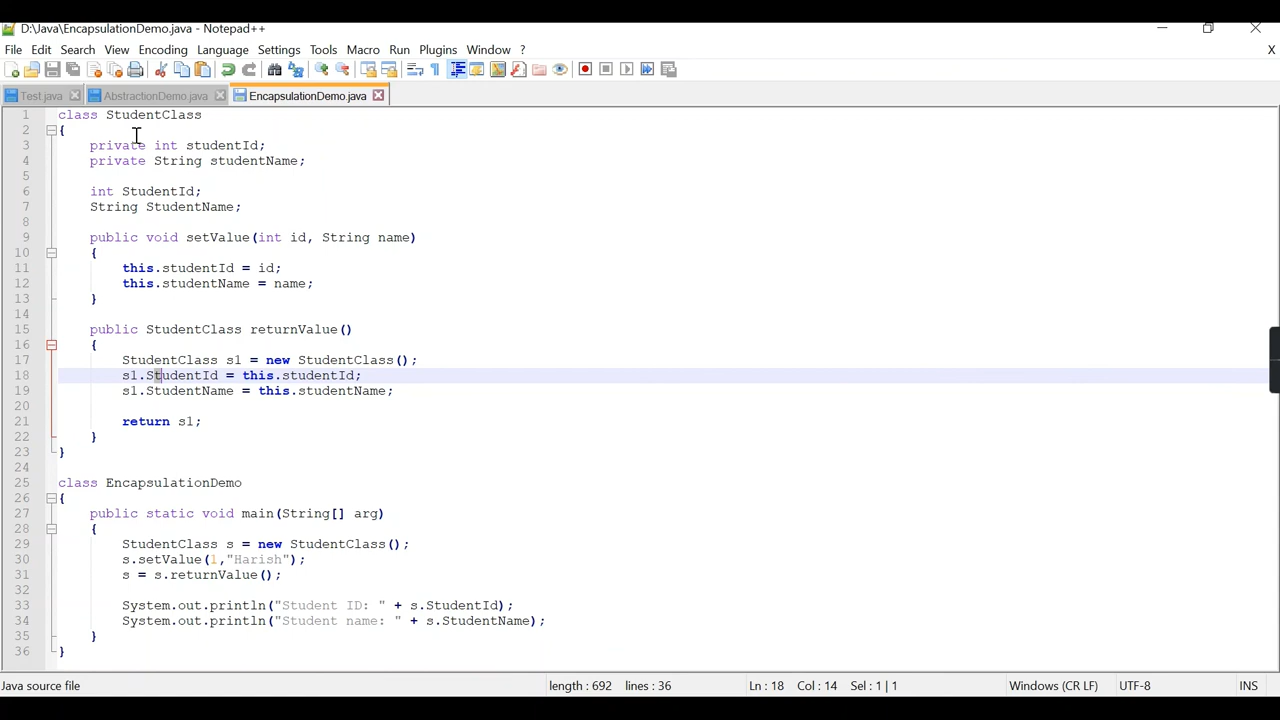 D:\Java\EncapsulationDemo.java - Notepad++
File Edit Search View Encoding Language Settings Tools Macro Run Plugins Window ? X
Test java AbstractionDemo.java EncapsulationDemo.java
1 class StudentClass
2 {
3 private int studentId;
4 private String studentName;
5
6 int StudentId;
7 String StudentName;
8
9 public void setValue(int id, String name)
10 {
11 this.studentId = id;
12 this.studentName = name;
13 }
14
15 public StudentClass returnValue()
16 {
17 StudentClass s1 = new StudentClass();
18 s1.StudentId = this.studentId;
19 s1.StudentName = this.studentName;
20
21 return s1;
22 }
23 }
24
25 class EncapsulationDemo
26 {
27 public static void main(String[] arg)
28 {
29 StudentClass s = new StudentClass();
30 s.setValue(1,"Harish");
31 s = s.returnValue();
32
33 System.out.println("Student ID: " + s.StudentId);
34 System.out.println("Student name: " + s.StudentName);
35 }
36 }
Java source file length : 692 lines : 36 Ln : 18 Col : 14 Sel : 1 | 1 Windows (CR LF) UTF-8 INS